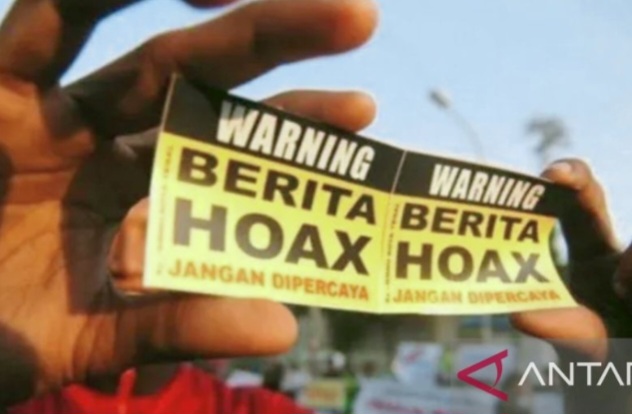 WARNING
BERITA
HOAX
JANGAN DIPERCAYA
WARNING
BERITA
HOAX
JANGAN DIPERCAYA
ANTAR